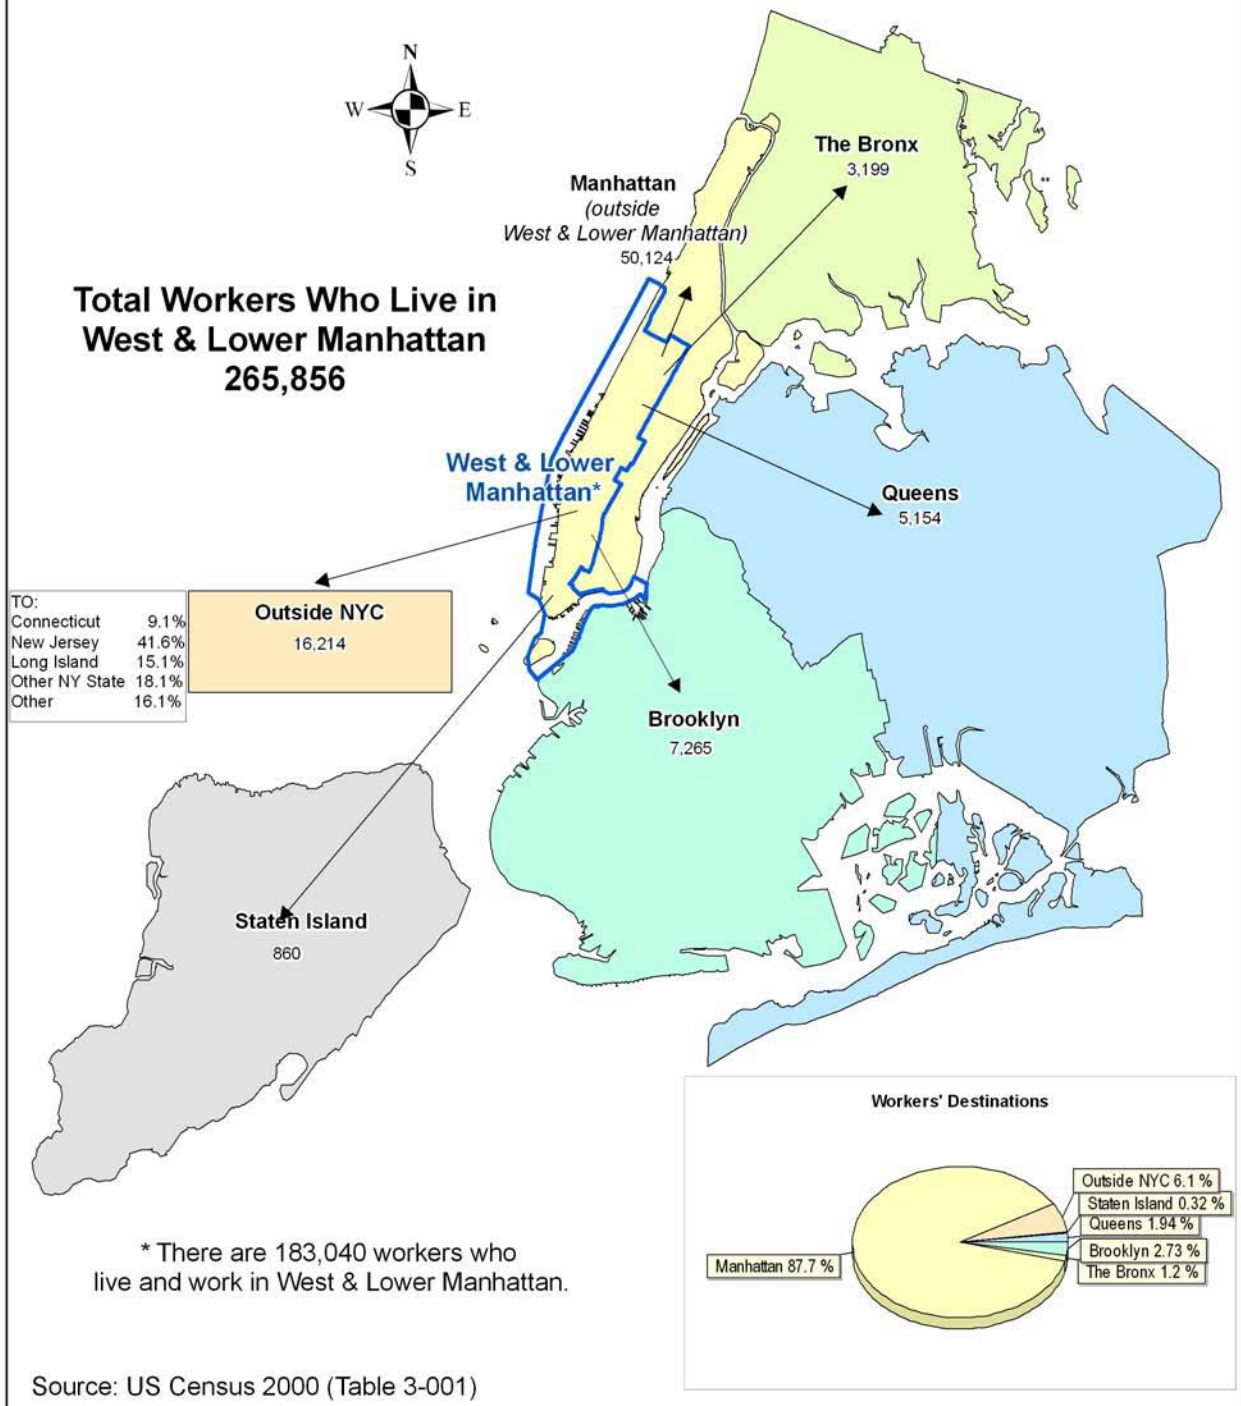 N
W
E
S
The Bronx
3,199
**
Manhattan
(outside
West & Lower Manhattan)
50,124
Total Workers Who Live in
West & Lower Manhattan
265,856
West & Lower
Manhattan*
Queens
5,154
TO:
Connecticut 9.1%
New Jersey 41.6%
Long Island 15.1%
Other NY State 18.1%
Other 16.1%
Outside NYC
16,214
Brooklyn
7,265
Staten Island
860
Workers' Destinations
Outside NYC 6.1 %
Staten Island 0.32 %
Queens 1.94 %
Brooklyn 2.73 %
The Bronx 1.2 %
Manhattan 87.7 %
* There are 183,040 workers who
live and work in West & Lower Manhattan.
Source: US Census 2000 (Table 3-001)